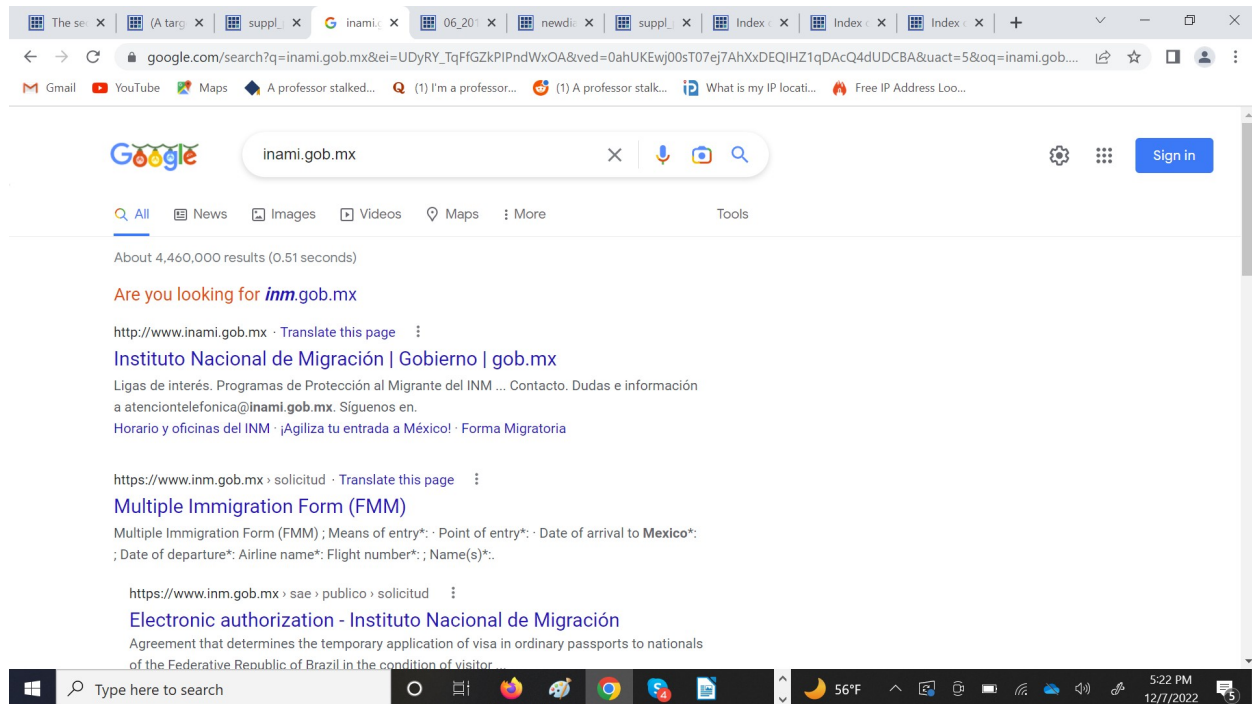 The se
(A targ
suppl_
inami.g
06_201
newdia
suppl_
Index
Index
Index
google.com/search?q=inami.gob.mx&ei=UDyRY_TqFfGZkPIPndWxOA&ved=0ahUKEwj00sT07ej7AhXxDEQIHZ1qDAcQ4dUDCBA&uact=5&oq=inami.gob....
Gmail YouTube Maps A professor stalked... (1) I'm a professor... (1) A professor stalk... What is my IP locati... Free IP Address Loo...
Google
inami.gob.mx
Sign in
All News Images Videos Maps More Tools
About 4,460,000 results (0.51 seconds)
Are you looking for inm.gob.mx
http://www.inami.gob.mx · Translate this page
Instituto Nacional de Migración | Gobierno | gob.mx
Ligas de interés. Programas de Protección al Migrante del INM ... Contacto. Dudas e información
a atenciontelefonica@inami.gob.mx. Síguenos en.
Horario y oficinas del INM · ¡Agiliza tu entrada a México! · Forma Migratoria
https://www.inm.gob.mx › solicitud · Translate this page
Multiple Immigration Form (FMM)
Multiple Immigration Form (FMM) ; Means of entry*: · Point of entry*: · Date of arrival to Mexico*:
; Date of departure*: Airline name*: Flight number*: ; Name(s)*:.
https://www.inm.gob.mx › sae › publico › solicitud
Electronic authorization - Instituto Nacional de Migración
Agreement that determines the temporary application of visa in ordinary passports to nationals
of the Federative Republic of Brazil in the condition of visitor ...
Type here to search
56°F
5:22 PM
12/7/2022